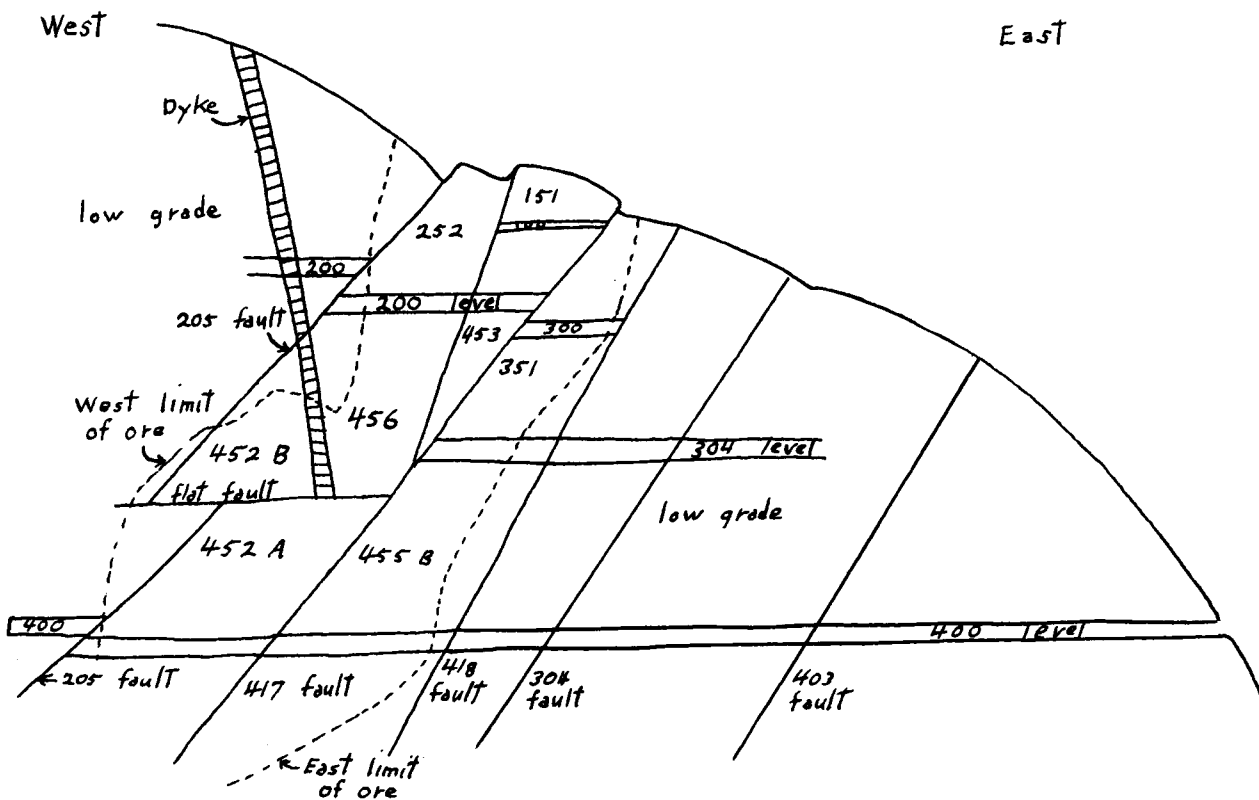 West
East
Dyke
low grade
151
100
252
200
200 level
205 fault
453
300
351
West limit
of ore
456
452 B
flat fault
304 level
low grade
452 A
455 B
400
400 level
205 fault
417 fault
418
fault
304
fault
403
fault
East limit
of ore